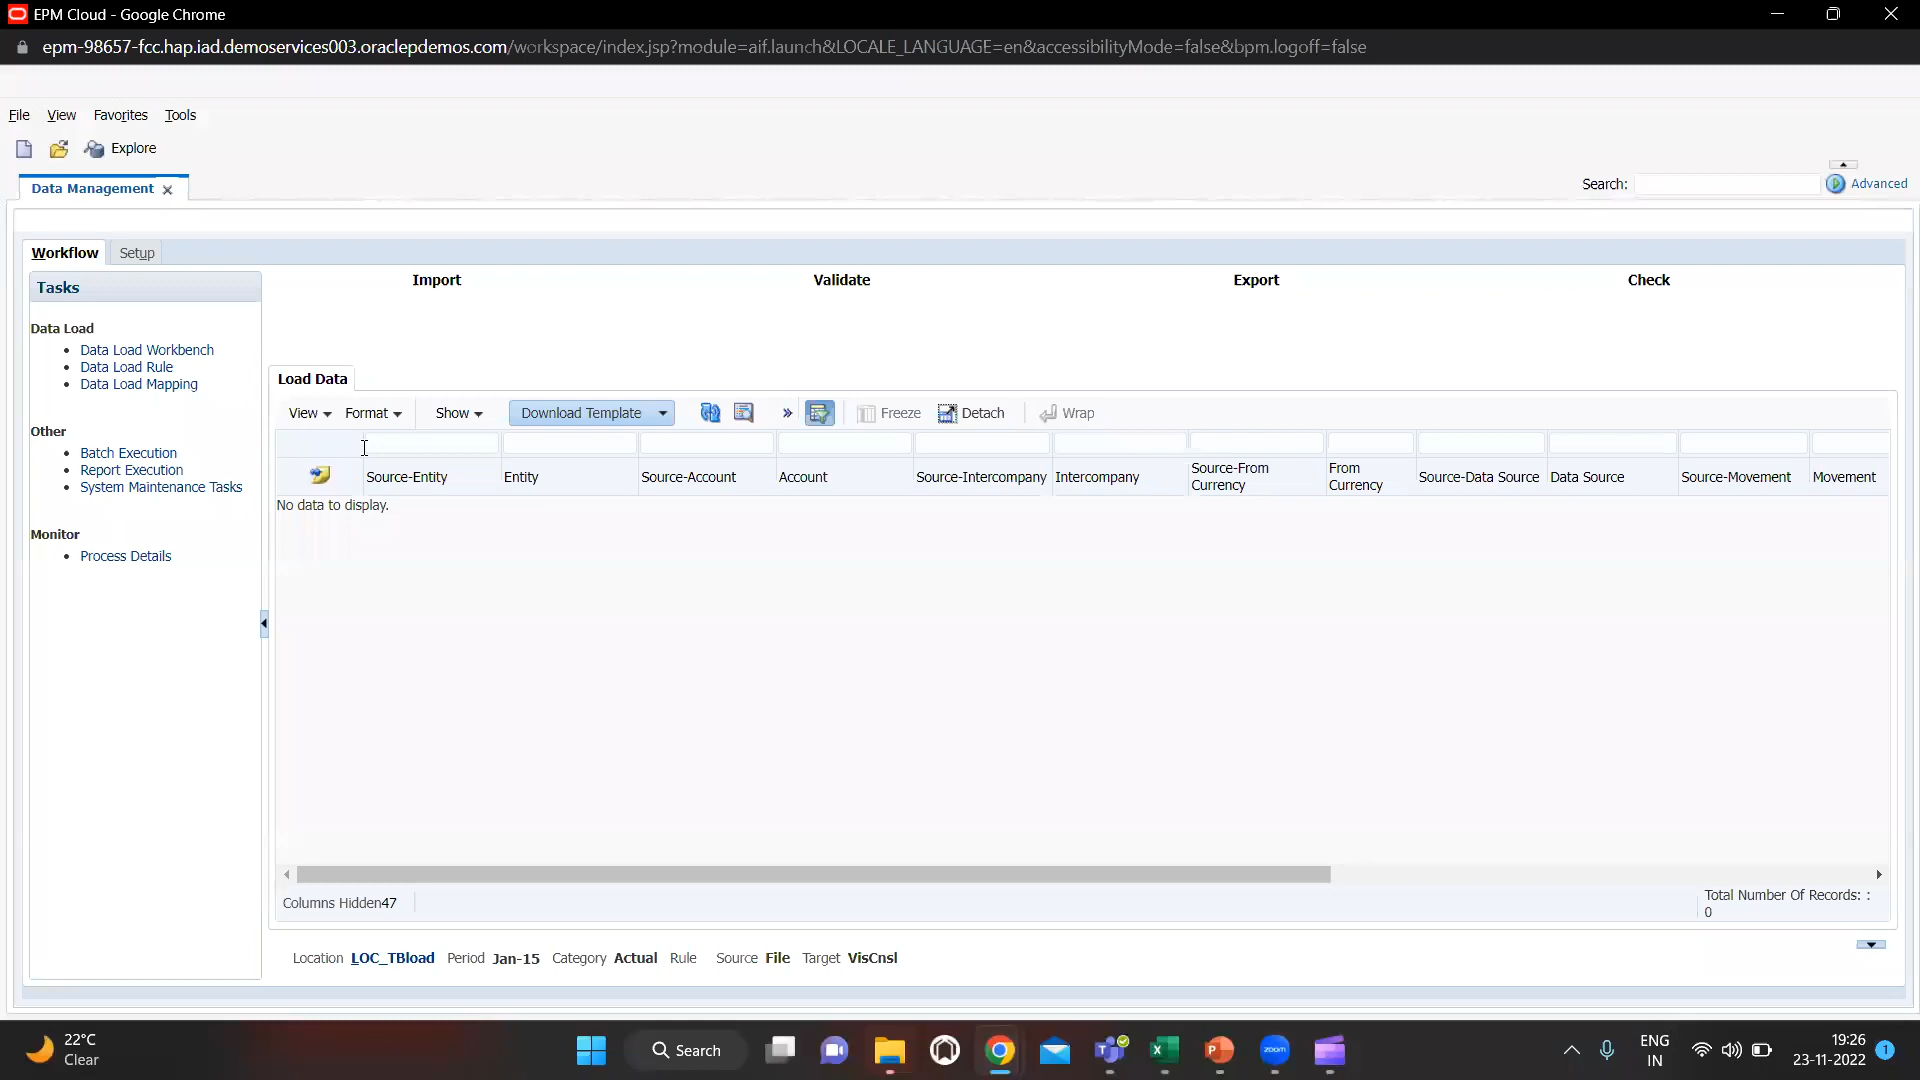 EPM Cloud - Google Chrome
epm-98657-fcc.hap.iad.demoservices003.oraclepdemos.com/workspace/index.jsp?module=aif.launch&LOCALE_LANGUAGE=en&accessibilityMode=false&bpm.logoff=false
File View Favorites Tools
Explore
Data Management
Search: Advanced
Workflow Setup
Tasks
Import Validate Export Check
Data Load
Data Load Workbench
Data Load Rule
Data Load Mapping
Other
Batch Execution
Report Execution
System Maintenance Tasks
Monitor
Process Details
Load Data
View Format Show Download Template » Freeze Detach Wrap
Source-Entity Entity Source-Account Account Source-Intercompany Intercompany Source-From Currency From Currency Source-Data Source Data Source Source-Movement Movement
No data to display.
Columns Hidden47
Total Number Of Records: :
0
Location LOC_TBload Period Jan-15 Category Actual Rule Source File Target VisCnsl
22°C
Clear
Search
zoom
ENG
IN
19:26
23-11-2022
1